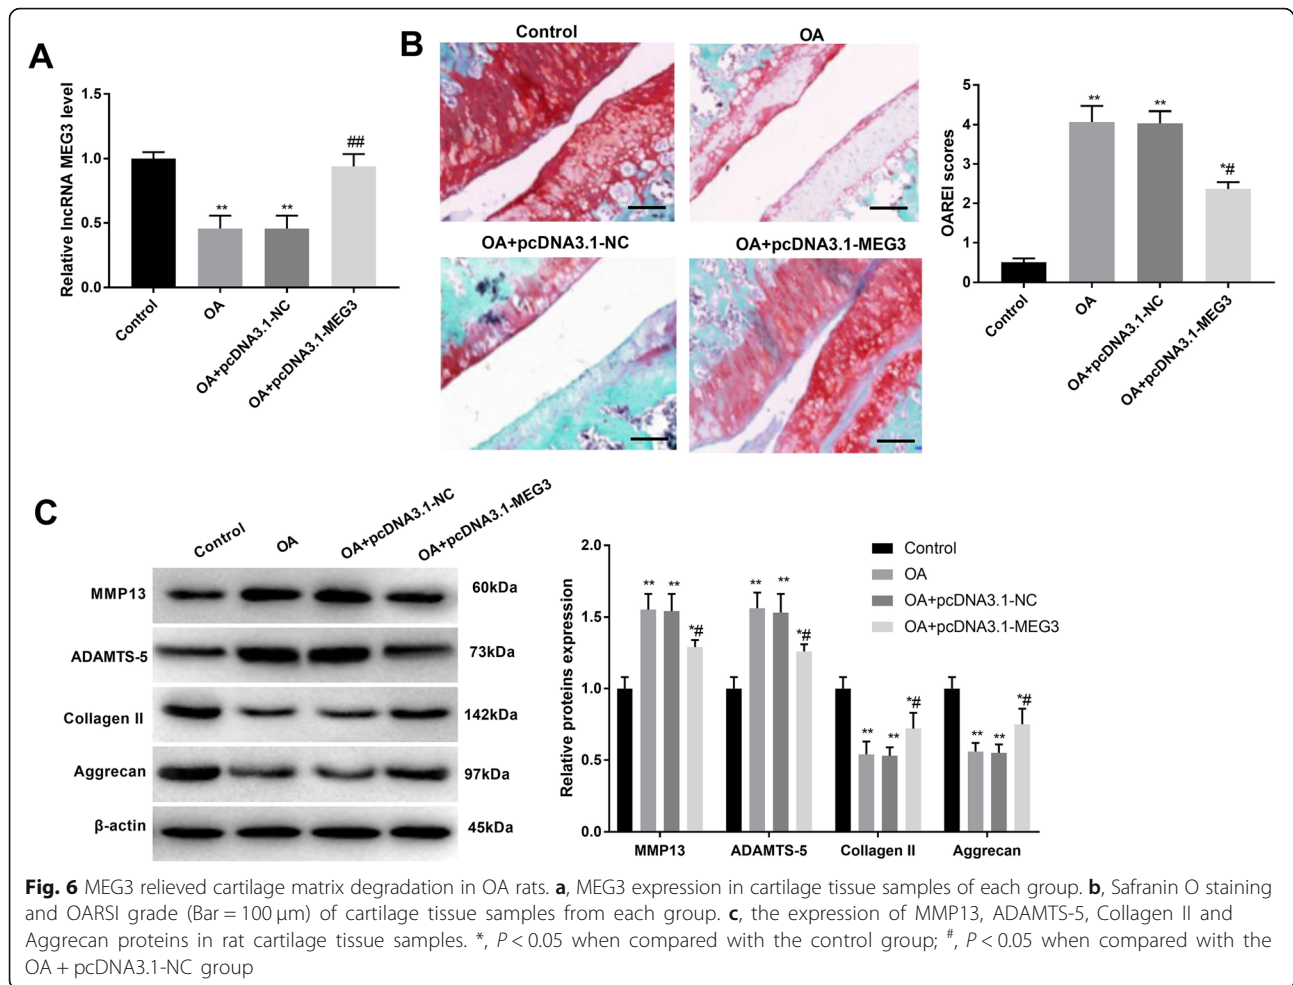 A
Relative lncRNA MEG3 level
1.5
1.0
0.5
0.0
**
**
##
Control
OA
OA+pcDNA3.1-NC
OA+pcDNA3.1-MEG3
B
Control
OA
OA+pcDNA3.1-NC
OA+pcDNA3.1-MEG3
OAREI scores
5
4
3
2
1
0
**
**
*#
Control
OA
OA+pcDNA3.1-NC
OA+pcDNA3.1-MEG3
C
Control
OA
OA+pcDNA3.1-NC
OA+pcDNA3.1-MEG3
MMP13
60kDa
ADAMTS-5
73kDa
Collagen II
142kDa
Aggrecan
97kDa
β-actin
45kDa
Relative proteins expression
2.0
1.5
1.0
0.5
0.0
** ** *#
** ** *#
** ** *#
** ** *#
MMP13
ADAMTS-5
Collagen II
Aggrecan
Control
OA
OA+pcDNA3.1-NC
OA+pcDNA3.1-MEG3
Fig. 6 MEG3 relieved cartilage matrix degradation in OA rats. a, MEG3 expression in cartilage tissue samples of each group. b, Safranin O staining
and OARSI grade (Bar = 100 μm) of cartilage tissue samples from each group. c, the expression of MMP13, ADAMTS-5, Collagen II and
Aggrecan proteins in rat cartilage tissue samples. *, P < 0.05 when compared with the control group; #, P < 0.05 when compared with the
OA + pcDNA3.1-NC group